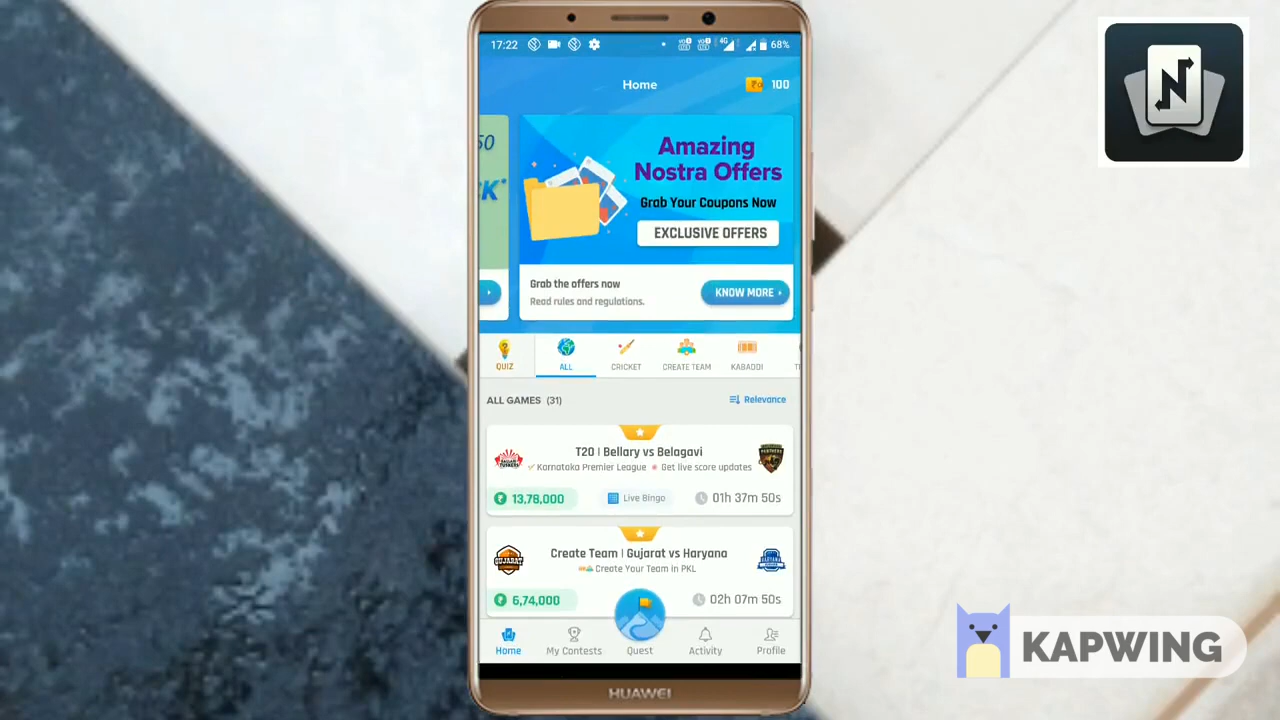 17:22
4G
68%
Home
100
50
K*
Amazing
Nostra Offers
Grab Your Coupons Now
EXCLUSIVE OFFERS
Grab the offers now
Read rules and regulations.
KNOW MORE
QUIZ
ALL
CRICKET
CREATE TEAM
KABADDI
ALL GAMES (31)
Relevance
T20 | Bellary vs Belagavi
Karnataka Premier League
Get live score updates
₹ 13,78,000
Live Bingo
01h 37m 50s
Create Team | Gujarat vs Haryana
Create Your Team In PKL
GUJARAT
₹ 6,74,000
02h 07m 50s
Home
My Contests
Quest
Activity
Profile
HUAWEI
N
KAPWING